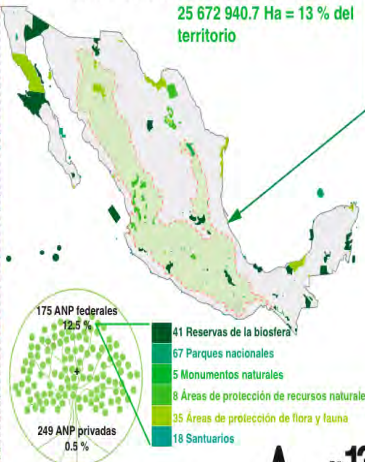 25 672 940.7 Ha = 13 % del
territorio
175 ANP federales
12.5 %
249 ANP privadas
0.5 %
41 Reservas de la biosfera
67 Parques nacionales
5 Monumentos naturales
8 Áreas de protección de recursos naturale
35 Áreas de protección de flora y fauna
18 Santuarios